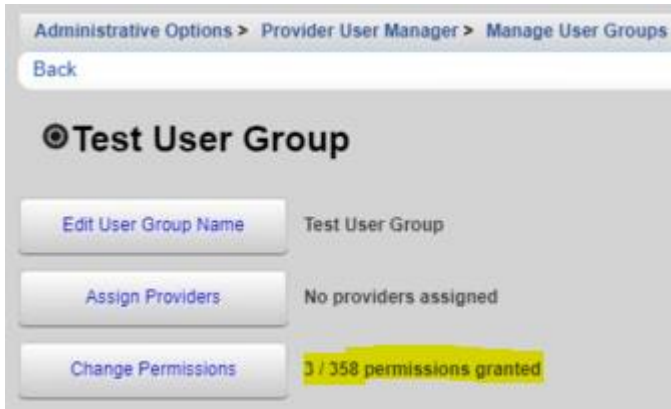 Administrative Options > Provider User Manager > Manage User Groups
Back
Test User Group
Edit User Group Name Test User Group
Assign Providers No providers assigned
Change Permissions 3 / 358 permissions granted